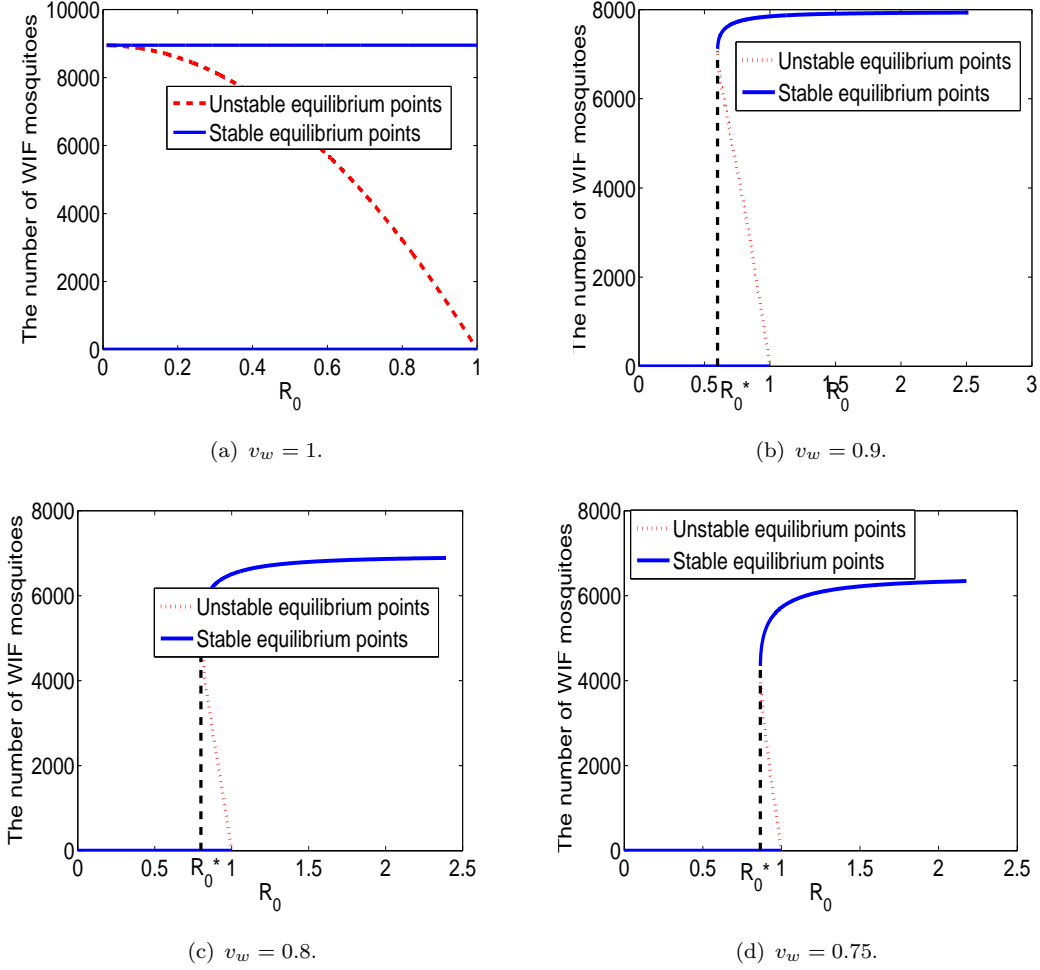 The number of WIF mosquitoes
10000
8000
6000
4000
2000
0
Unstable equilibrium points
Stable equilibrium points
0 0.2 0.4 0.6 0.8 1
R0
(a) vw = 1.
The number of WIF mosquitoes
8000
6000
4000
2000
0
Unstable equilibrium points
Stable equilibrium points
0 0.5 1 1.5 2 2.5 3
R0* R0
(b) vw = 0.9.
The number of WIF mosquitoes
8000
6000
4000
2000
0
Unstable equilibrium points
Stable equilibrium points
0 0.5 1 1.5 2 2.5
R0*
R0
(c) vw = 0.8.
The number of WIF mosquitoes
8000
6000
4000
2000
0
Unstable equilibrium points
Stable equilibrium points
0 0.5 1 1.5 2 2.5
R0* R0
(d) vw = 0.75.